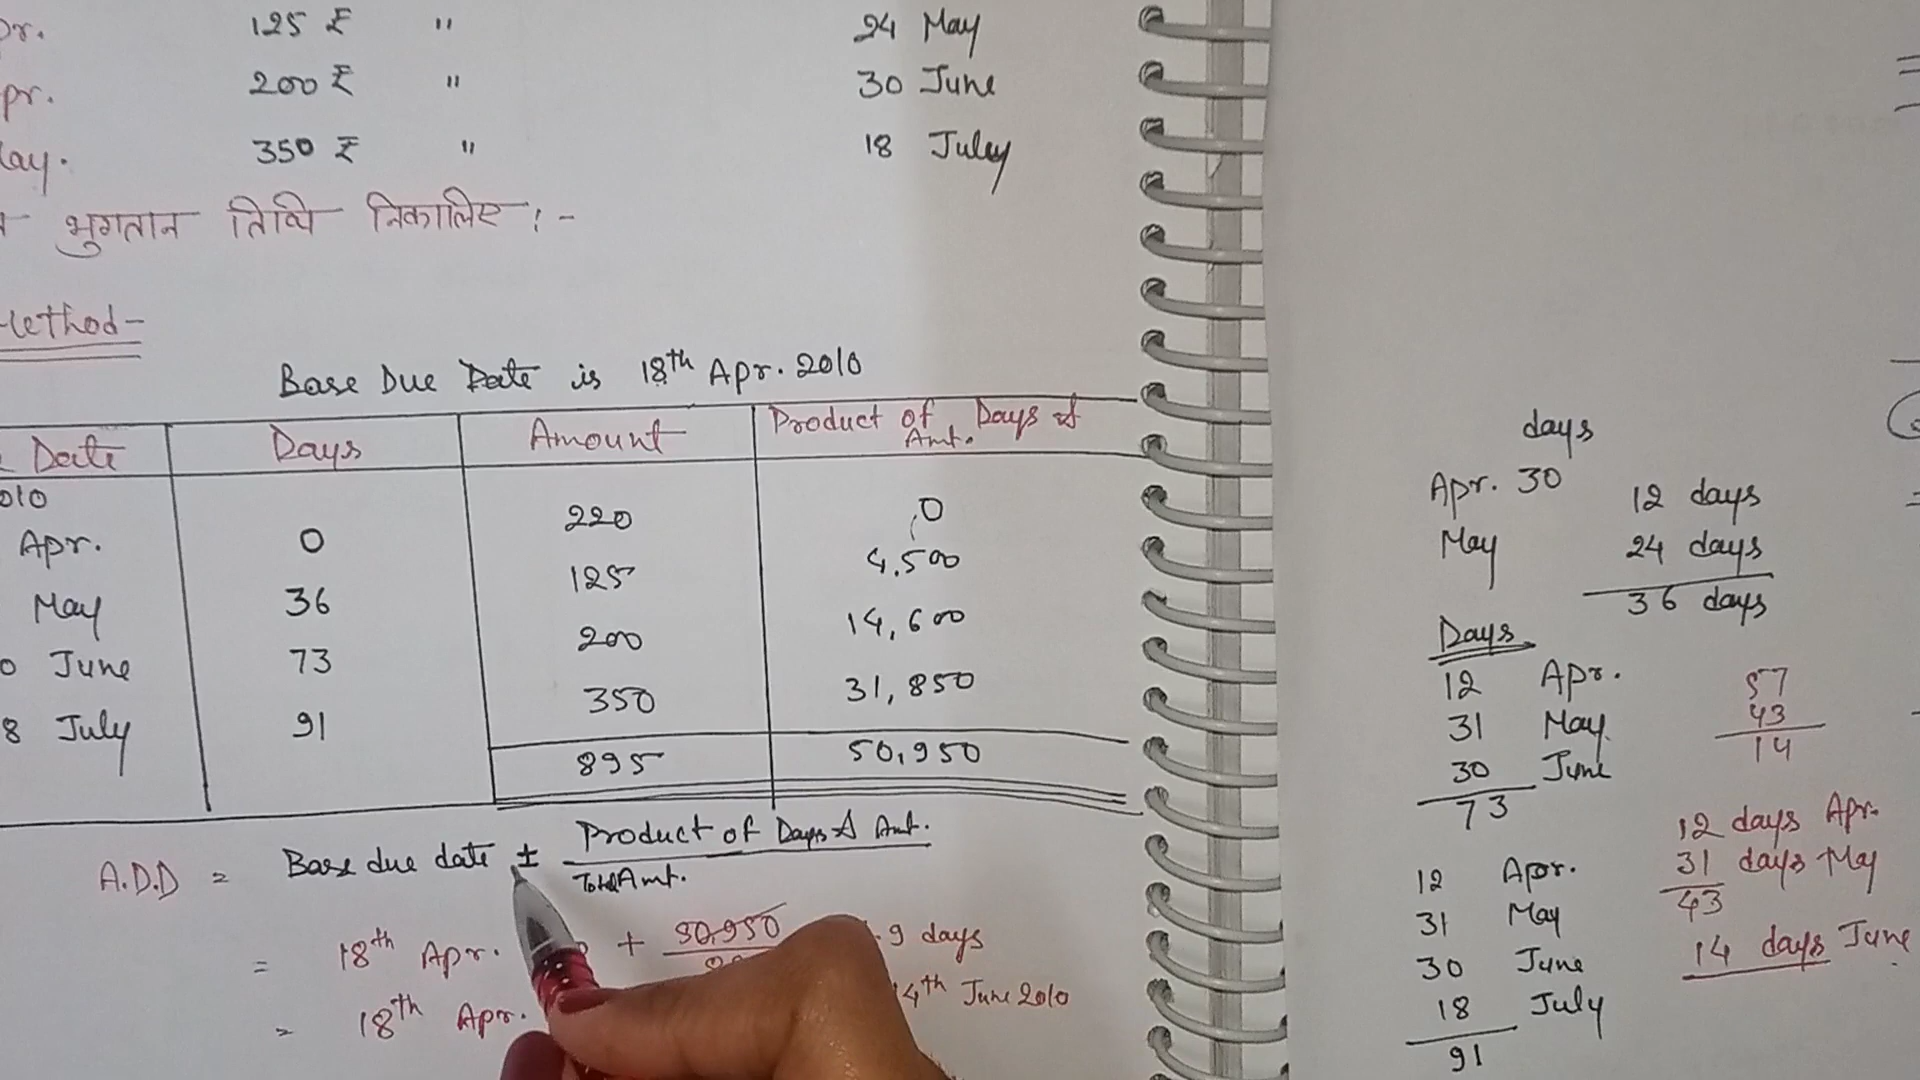 pr. 125 ₹ " 24 May
pr. 200 ₹ " 30 June
ay. 350 ₹ " 18 Juley
भुगतान तिथि निकालिए :-
ethod-
Base Due Date is 18th Apr. 2010
Date Days Amount Product of Days & Amt.
010
Apr. 0 220 0
May 36 125 4,500
0 June 73 200 14,600
8 July 91 350 31,850
895 50,950
A.D.D = Base due date ± Product of Days & Amt.
Total Amt.
= 18th Apr. + 50,950 .9 days
= 18th Apr. 4th June 2010
days
Apr. 30 12 days
May 24 days
36 days
Days
12 Apr.
31 May
30 June
73
57
43
14
12 days Apr.
31 days May
43
14 days June
12 Apr.
31 May
30 June
18 July
91